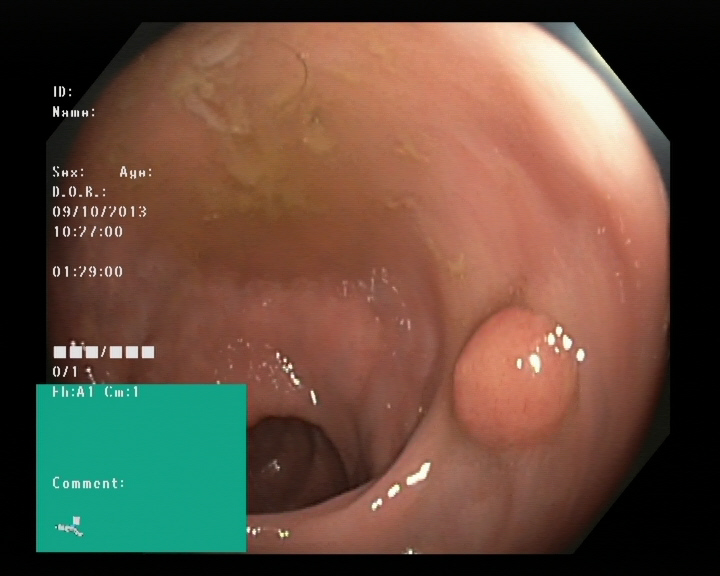 ID:
Name:
Sex: Age:
D.O.R.:
09/10/2013
10:27:00
01:29:00
■■■/■■■
0/1
Eh:A1 Cm:1
Comment: